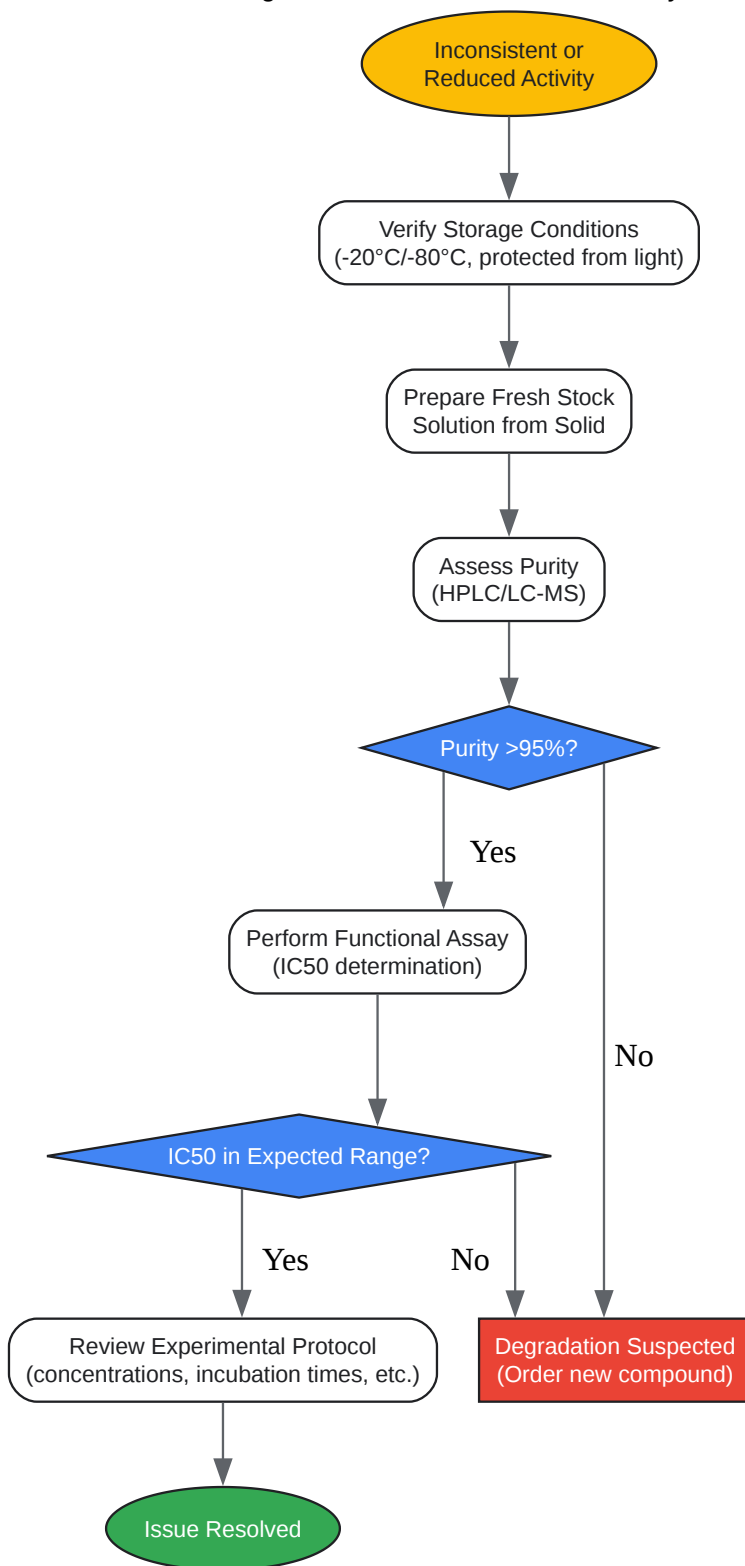 Inconsistent or
Reduced Activity
Verify Storage Conditions
(-20°C/-80°C, protected from light)
Prepare Fresh Stock
Solution from Solid
Assess Purity
(HPLC/LC-MS)
Purity >95%?
Yes
Perform Functional Assay
(IC50 determination)
No
IC50 in Expected Range?
Yes
No
Review Experimental Protocol
(concentrations, incubation times, etc.)
Degradation Suspected
(Order new compound)
Issue Resolved